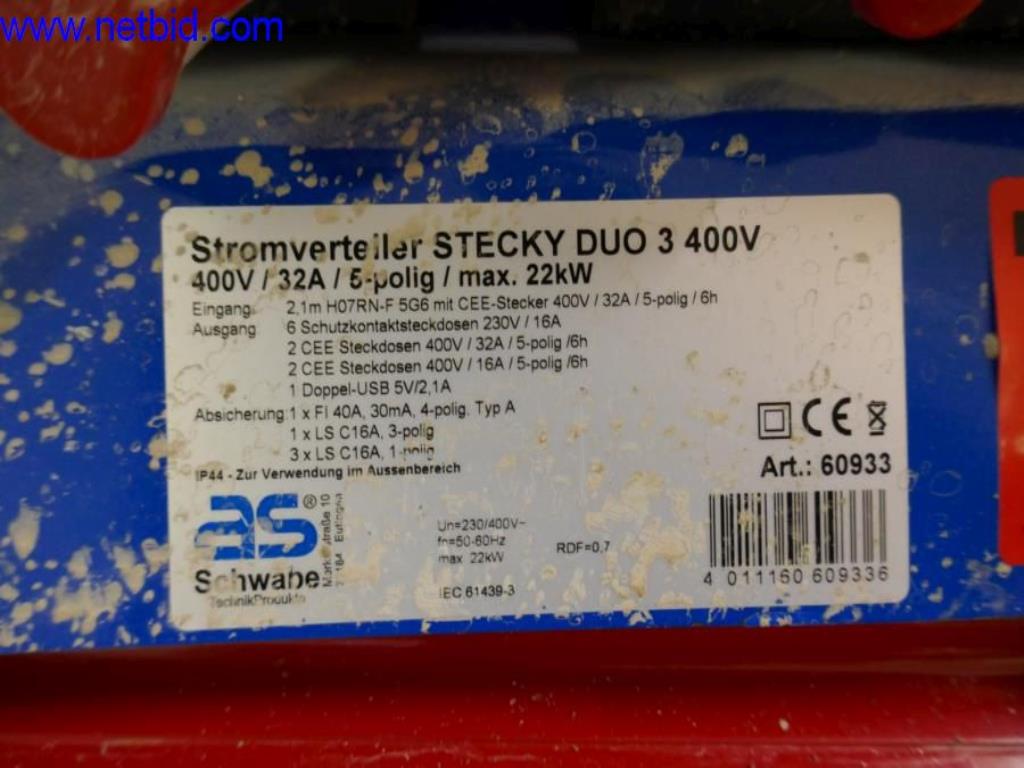 www.netbid.com
Stromverteiler STECKY DUO 3 400V
400V / 32A / 5-polig / max. 22kW
Eingang: 2,1m H07RN-F 5G6 mit CEE-Stecker 400V / 32A / 5-polig / 6h
Ausgang 6 Schutzkontaktsteckdosen 230V / 16A
2 CEE Steckdosen 400V / 32A / 5-polig /6h
2 CEE Steckdosen 400V / 16A / 5-polig /6h
1 Doppel-USB 5V/2,1A
Absicherung: 1 x FI 40A, 30mA, 4-polig. Typ A
1 x LS C16A, 3-polig
3 x LS C16A, 1-polig
IP44 - Zur Verwendung im Aussenbereich
CE
Art.: 60933
as®
Schwabe
TechnikProdukte
Eutingen
Un=230/400V~
fn=50-60Hz
max. 22kW
RDF=0,7
IEC 61439-3
4 011160 609336